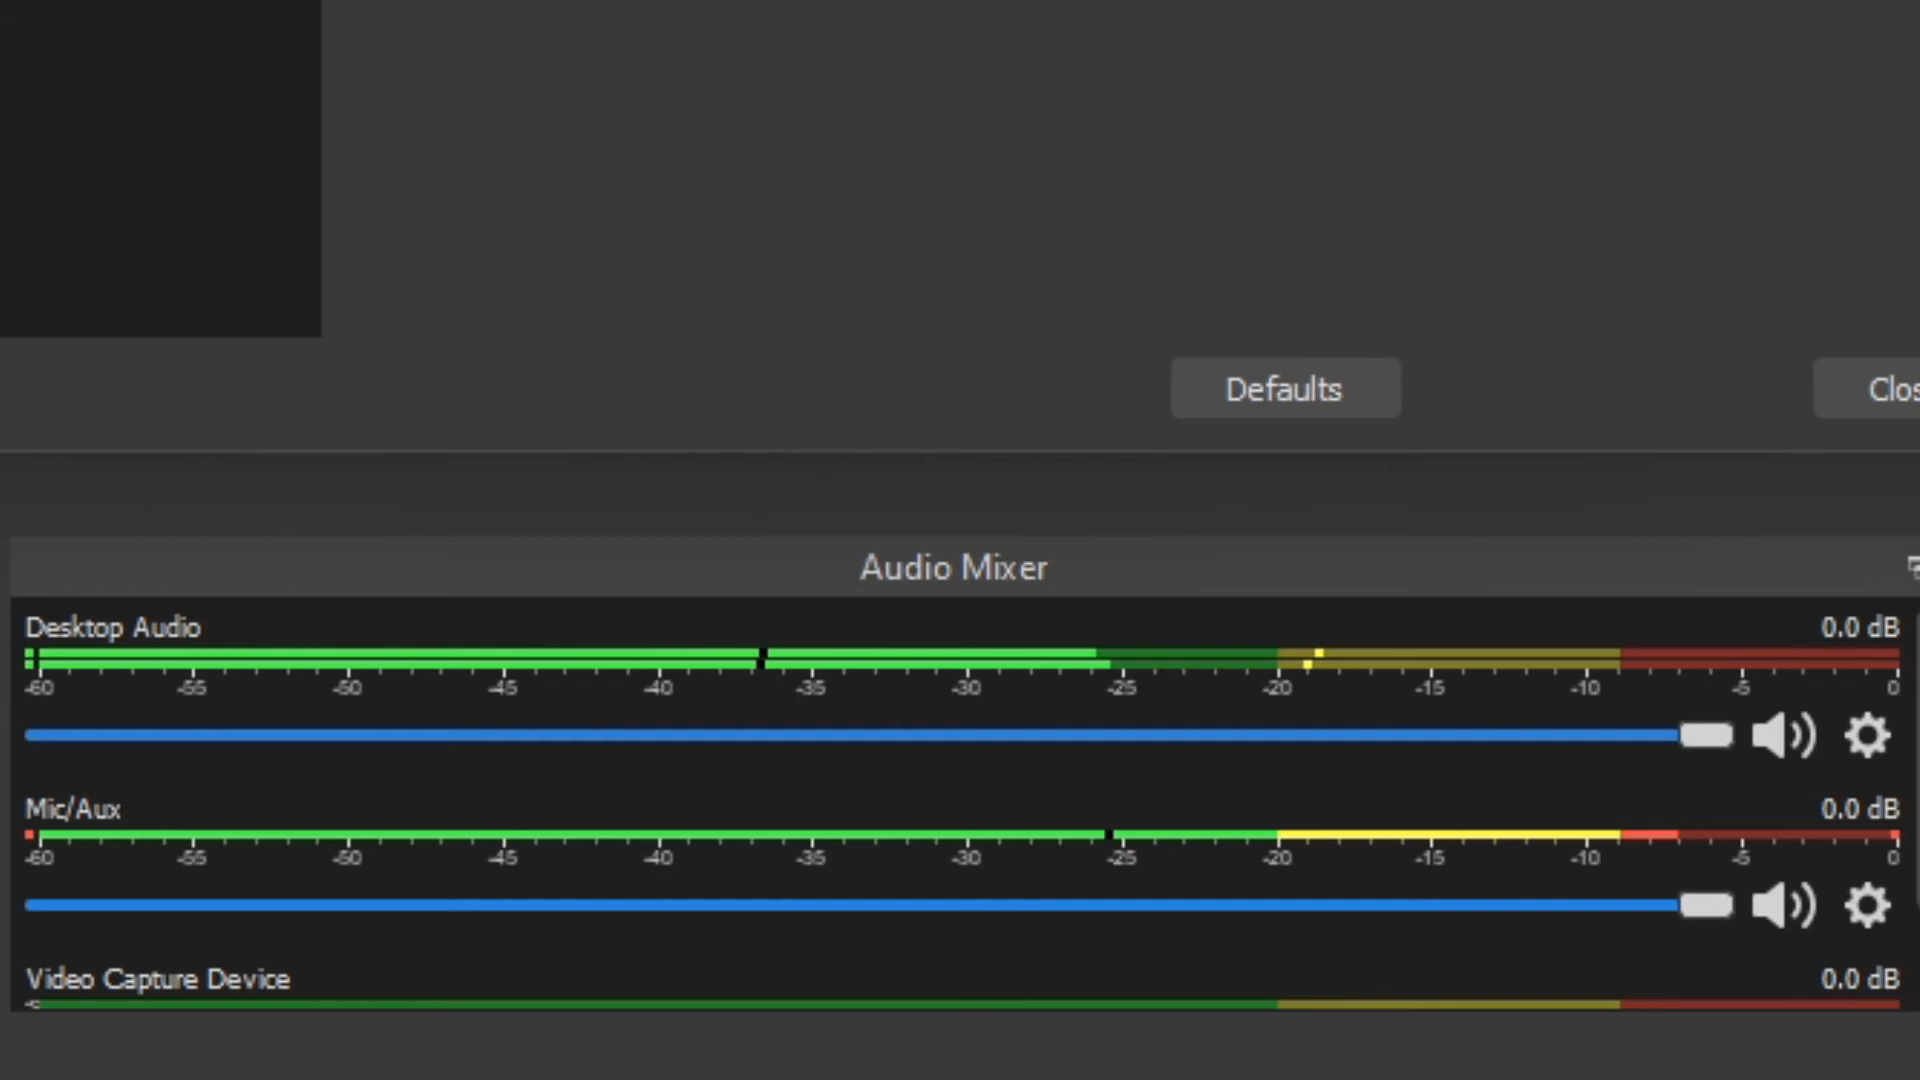 Defaults
Clos
Audio Mixer
Desktop Audio 0.0 dB
-60 -55 -50 -45 -40 -35 -30 -25 -20 -15 -10 -5 0
Mic/Aux 0.0 dB
-60 -55 -50 -45 -40 -35 -30 -25 -20 -15 -10 -5 0
Video Capture Device 0.0 dB